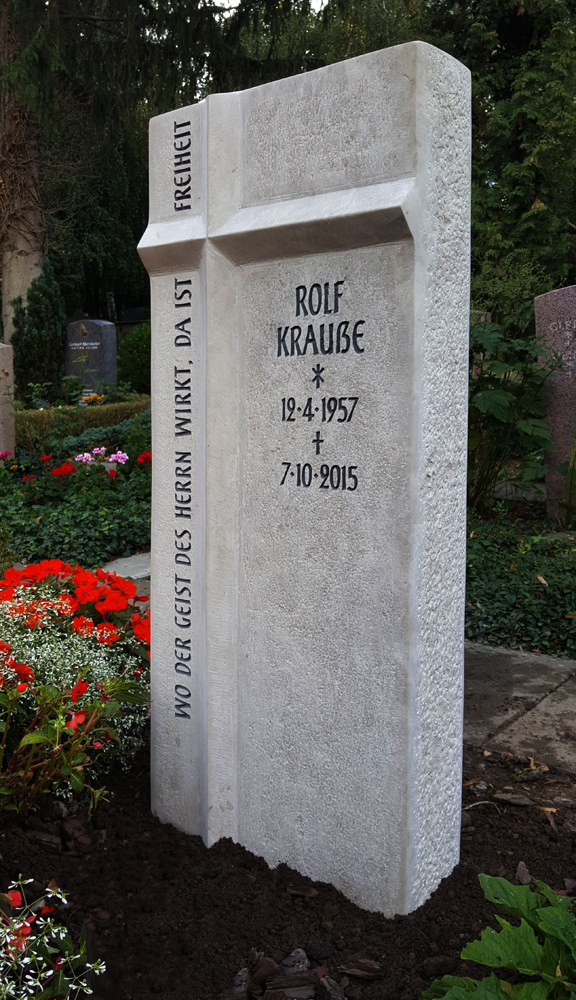 WO DER GEIST DES HERRN WIRKT, DA IST FREIHEIT
ROLF
KRAUßE
*
12·4·1957
†
7·10·2015